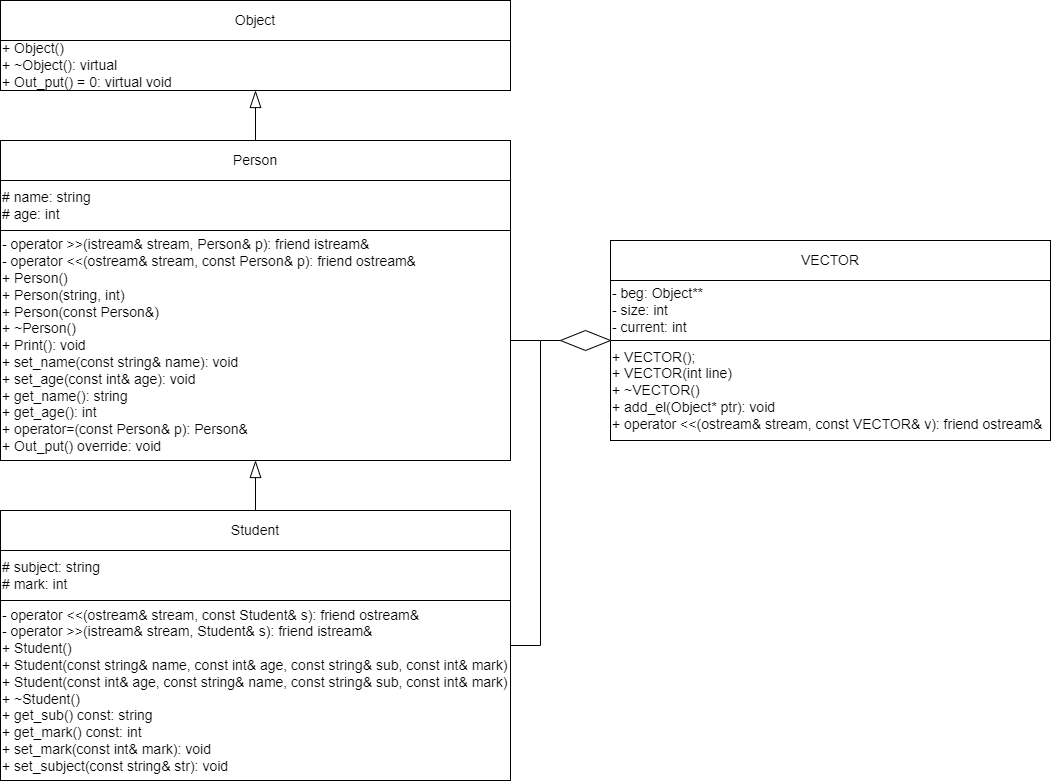 Object
+ Object()
+ ~Object(): virtual
+ Out_put() = 0: virtual void
Person
# name: string
# age: int
- operator >>(istream& stream, Person& p): friend istream&
- operator <<(ostream& stream, const Person& p): friend ostream&
+ Person()
+ Person(string, int)
+ Person(const Person&)
+ ~Person()
+ Print(): void
+ set_name(const string& name): void
+ set_age(const int& age): void
+ get_name(): string
+ get_age(): int
+ operator=(const Person& p): Person&
+ Out_put() override: void
Student
# subject: string
# mark: int
- operator <<(ostream& stream, const Student& s): friend ostream&
- operator >>(istream& stream, Student& s): friend istream&
+ Student()
+ Student(const string& name, const int& age, const string& sub, const int& mark)
+ Student(const int& age, const string& name, const string& sub, const int& mark)
+ ~Student()
+ get_sub() const: string
+ get_mark() const: int
+ set_mark(const int& mark): void
+ set_subject(const string& str): void
VECTOR
- beg: Object**
- size: int
- current: int
+ VECTOR();
+ VECTOR(int line)
+ ~VECTOR()
+ add_el(Object* ptr): void
+ operator <<(ostream& stream, const VECTOR& v): friend ostream&